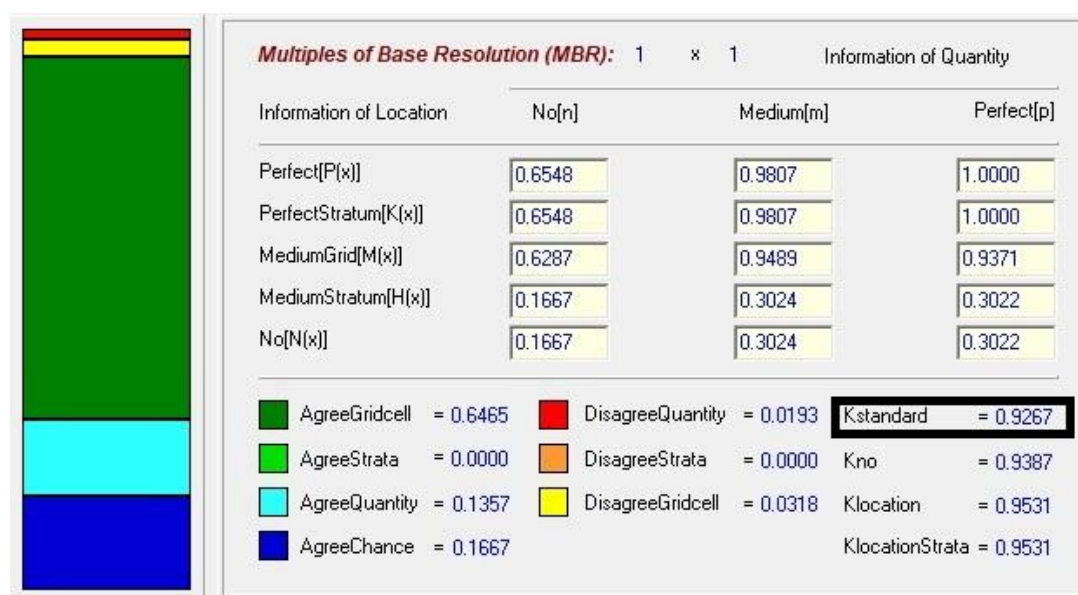 Multiples of Base Resolution (MBR): 1 x 1 Information of Quantity
Information of Location No[n] Medium[m] Perfect[p]
Perfect[P(x)] 0.6548 0.9807 1.0000
PerfectStratum[K(x)] 0.6548 0.9807 1.0000
MediumGrid[M(x)] 0.6287 0.9489 0.9371
MediumStratum[H(x)] 0.1667 0.3024 0.3022
No[N(x)] 0.1667 0.3024 0.3022
AgreeGridcell = 0.6465 DisagreeQuantity = 0.0193 Kstandard = 0.9267
AgreeStrata = 0.0000 DisagreeStrata = 0.0000 Kno = 0.9387
AgreeQuantity = 0.1357 DisagreeGridcell = 0.0318 Klocation = 0.9531
AgreeChance = 0.1667 KlocationStrata = 0.9531